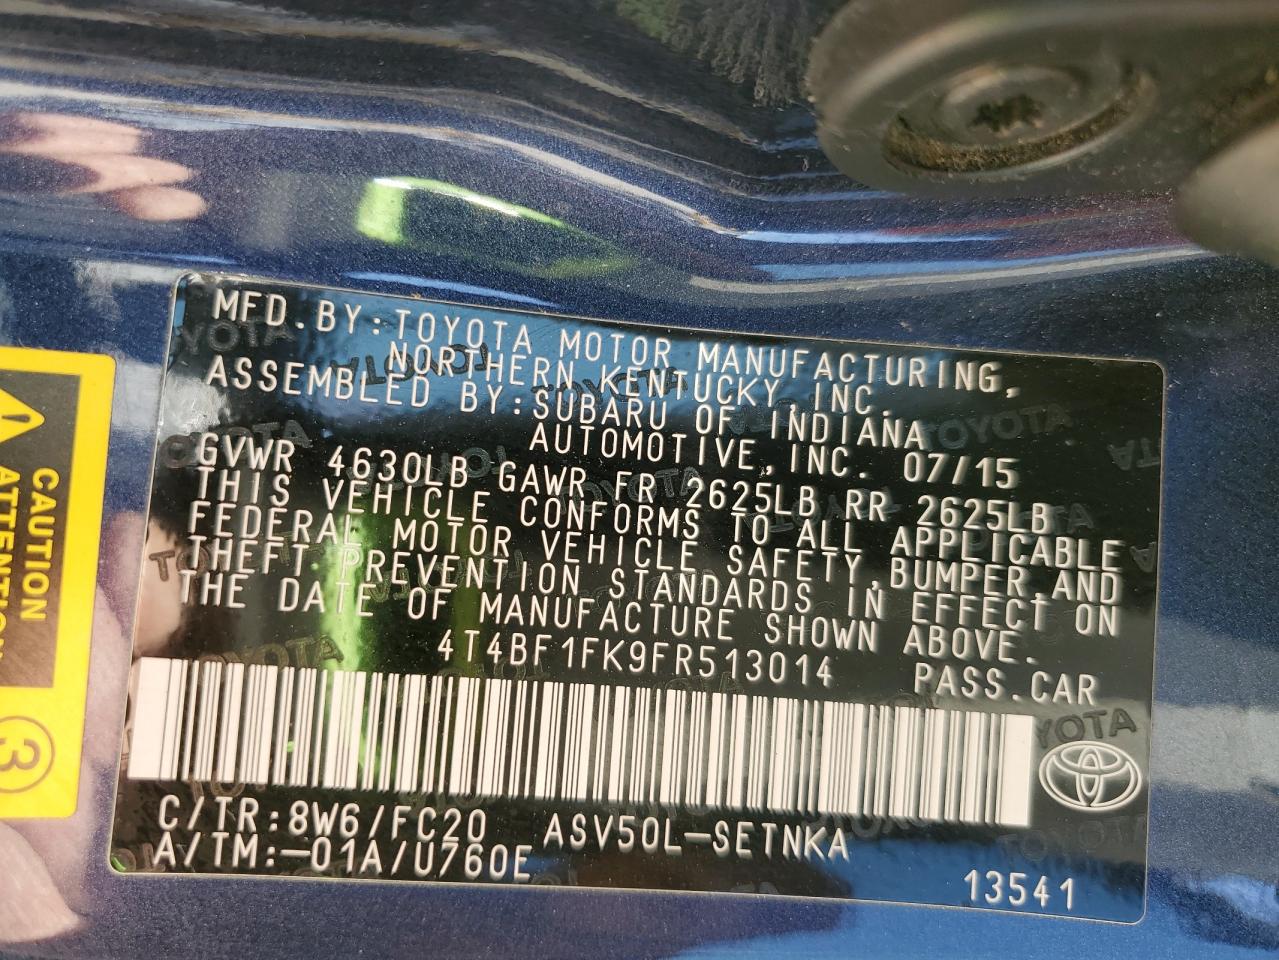 MFD.BY:TOYOTA MOTOR MANUFACTURING,
NORTHERN KENTUCKY,INC.
ASSEMBLED BY:SUBARU OF INDIANA
AUTOMOTIVE,INC. 07/15
GVWR 4630LB GAWR FR 2625LB RR 2625LB
THIS VEHICLE CONFORMS TO ALL APPLICABLE
FEDERAL MOTOR VEHICLE SAFETY,BUMPER,AND
THEFT PREVENTION STANDARDS IN EFFECT ON
THE DATE OF MANUFACTURE SHOWN ABOVE.
4T4BF1FK9FR513014 PASS.CAR
C/TR:8W6/FC20 ASV50L-SETNKA
A/TM:-01A/U760E
13541
CAUTION
ATTENTION
3